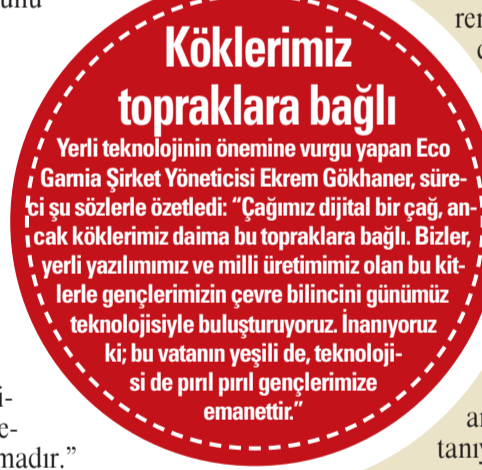 Köklerimiz
topraklara bağlı
Yerli teknolojinin önemine vurgu yapan Eco
Garnia Şirket Yöneticisi Ekrem Gökhaner, süre-
ci şu sözlerle özetledi: “Çağımız dijital bir çağ, an-
cak köklerimiz daima bu topraklara bağlı. Bizler,
yerli yazılımımız ve milli üretimimiz olan bu kit-
lerle gençlerimizin çevre bilincini günümüz
teknolojisiyle buluşturuyoruz. İnanıyoruz
ki; bu vatanın yeşili de, teknoloji-
si de pırıl pırıl gençlerimize
emanettir.”
madır.”